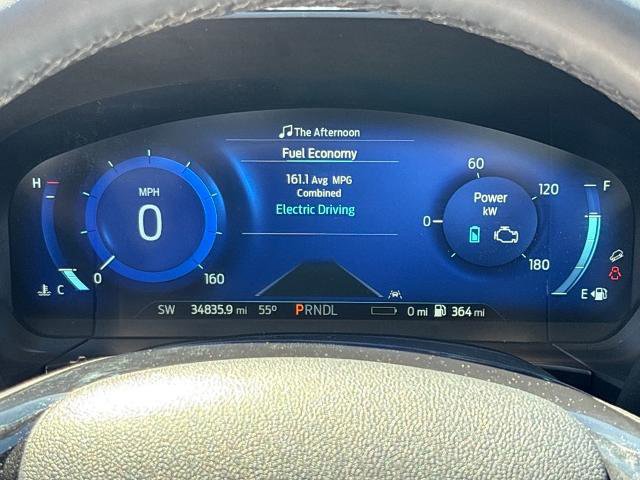 The Afternoon
Fuel Economy
161.1 Avg MPG
Combined
Electric Driving
H
C
MPH
0
0
160
Power
kW
0
60
120
180
F
E
SW 34835.9 mi 55° PRNDL 0 mi 364 mi